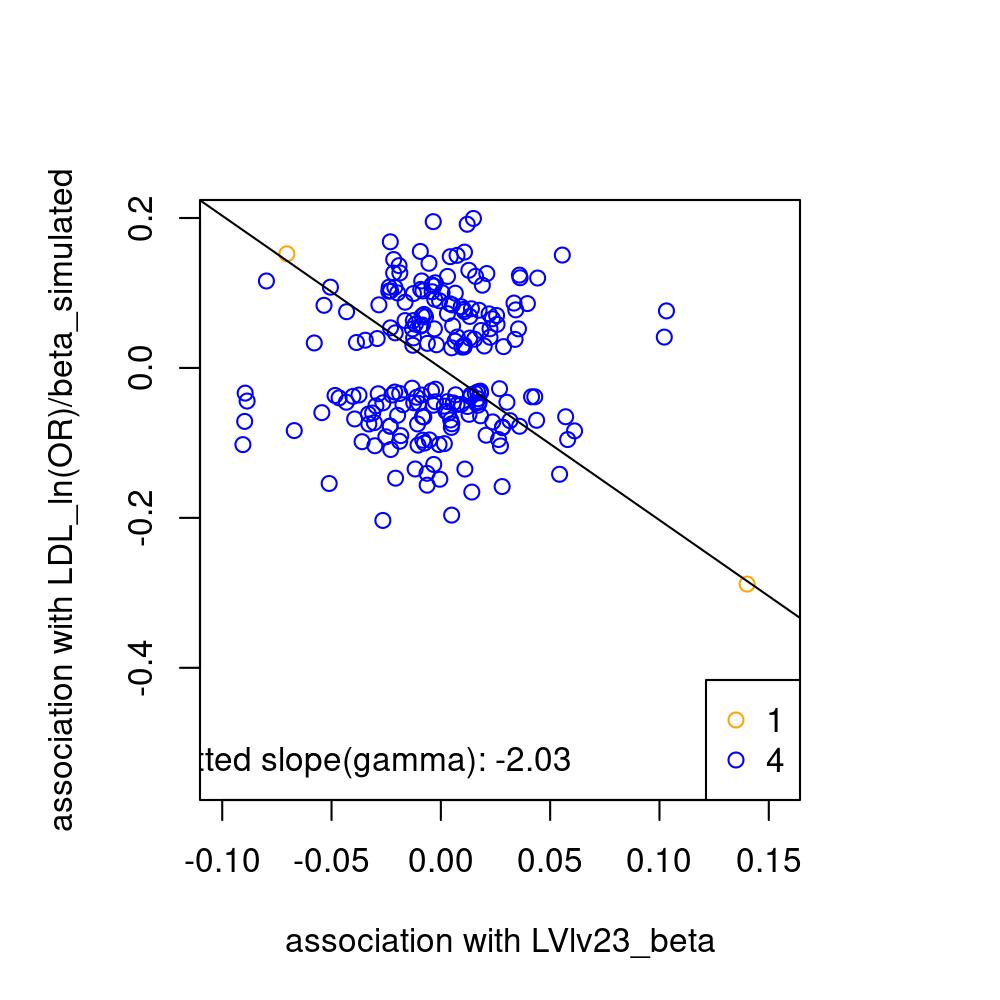 association with LDL_ln(OR)/beta_simulated
0.2
0.0
-0.2
-0.4
tted slope(gamma): -2.03
1
4
-0.10 -0.05 0.00 0.05 0.10 0.15
association with LVlv23_beta